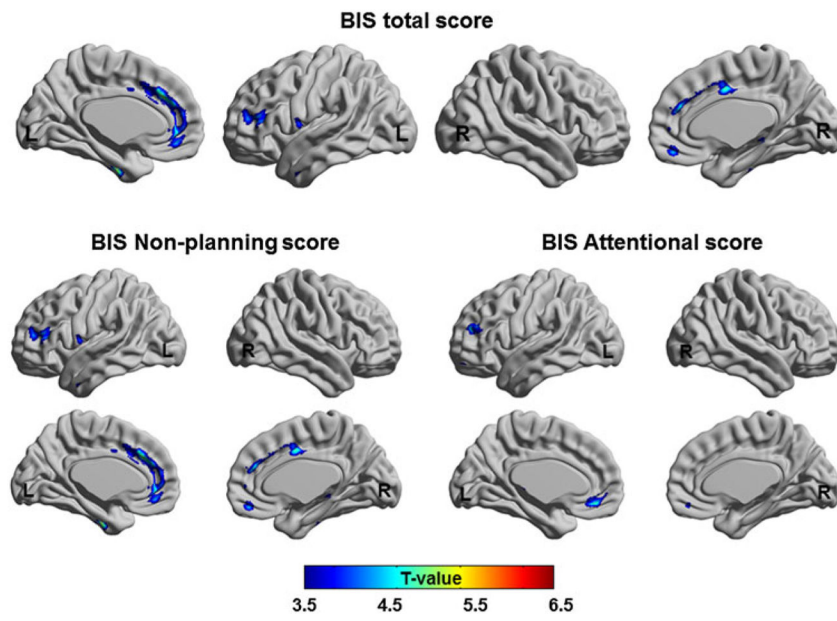 BIS total score
L L R R
BIS Non-planning score BIS Attentional score
L R L R
L R L R
T-value
3.5 4.5 5.5 6.5